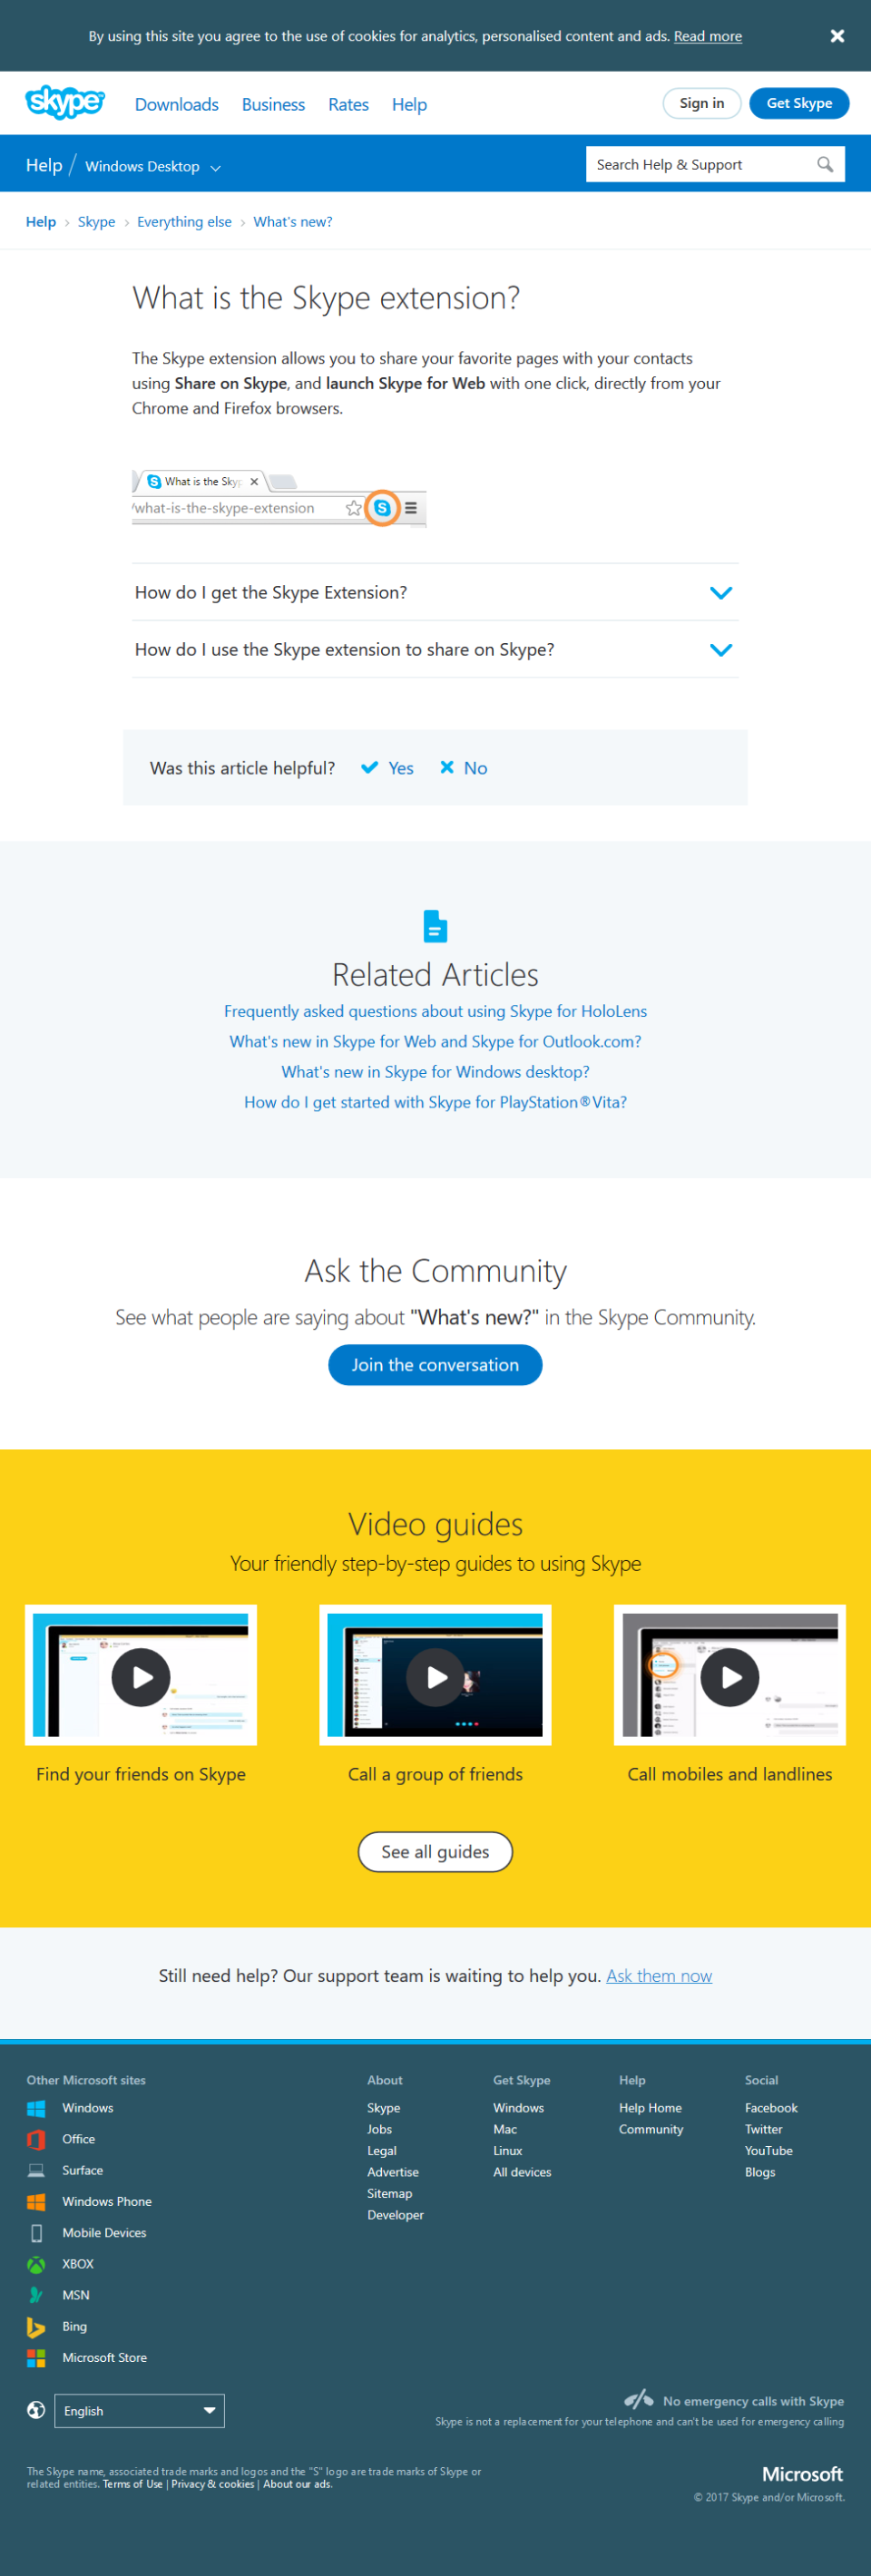 By using this site you agree to the use of cookies for analytics, personalised content and ads. Read more
skype
Downloads Business Rates Help
Sign in Get Skype
Help / Windows Desktop
Search Help & Support
Help > Skype > Everything else > What's new?
What is the Skype extension?
The Skype extension allows you to share your favorite pages with your contacts
using Share on Skype, and launch Skype for Web with one click, directly from your
Chrome and Firefox browsers.
What is the Skyp
/what-is-the-skype-extension
How do I get the Skype Extension?
How do I use the Skype extension to share on Skype?
Was this article helpful? Yes No
Related Articles
Frequently asked questions about using Skype for HoloLens
What's new in Skype for Web and Skype for Outlook.com?
What's new in Skype for Windows desktop?
How do I get started with Skype for PlayStation®Vita?
Ask the Community
See what people are saying about "What's new?" in the Skype Community.
Join the conversation
Video guides
Your friendly step-by-step guides to using Skype
Find your friends on Skype
Call a group of friends
Call mobiles and landlines
See all guides
Still need help? Our support team is waiting to help you. Ask them now
Other Microsoft sites
Windows
Office
Surface
Windows Phone
Mobile Devices
XBOX
MSN
Bing
Microsoft Store
About
Skype
Jobs
Legal
Advertise
Sitemap
Developer
Get Skype
Windows
Mac
Linux
All devices
Help
Help Home
Community
Social
Facebook
Twitter
YouTube
Blogs
English
No emergency calls with Skype
Skype is not a replacement for your telephone and can't be used for emergency calling
The Skype name, associated trade marks and logos and the "S" logo are trade marks of Skype or
related entities. Terms of Use | Privacy & cookies | About our ads.
Microsoft
© 2017 Skype and/or Microsoft.